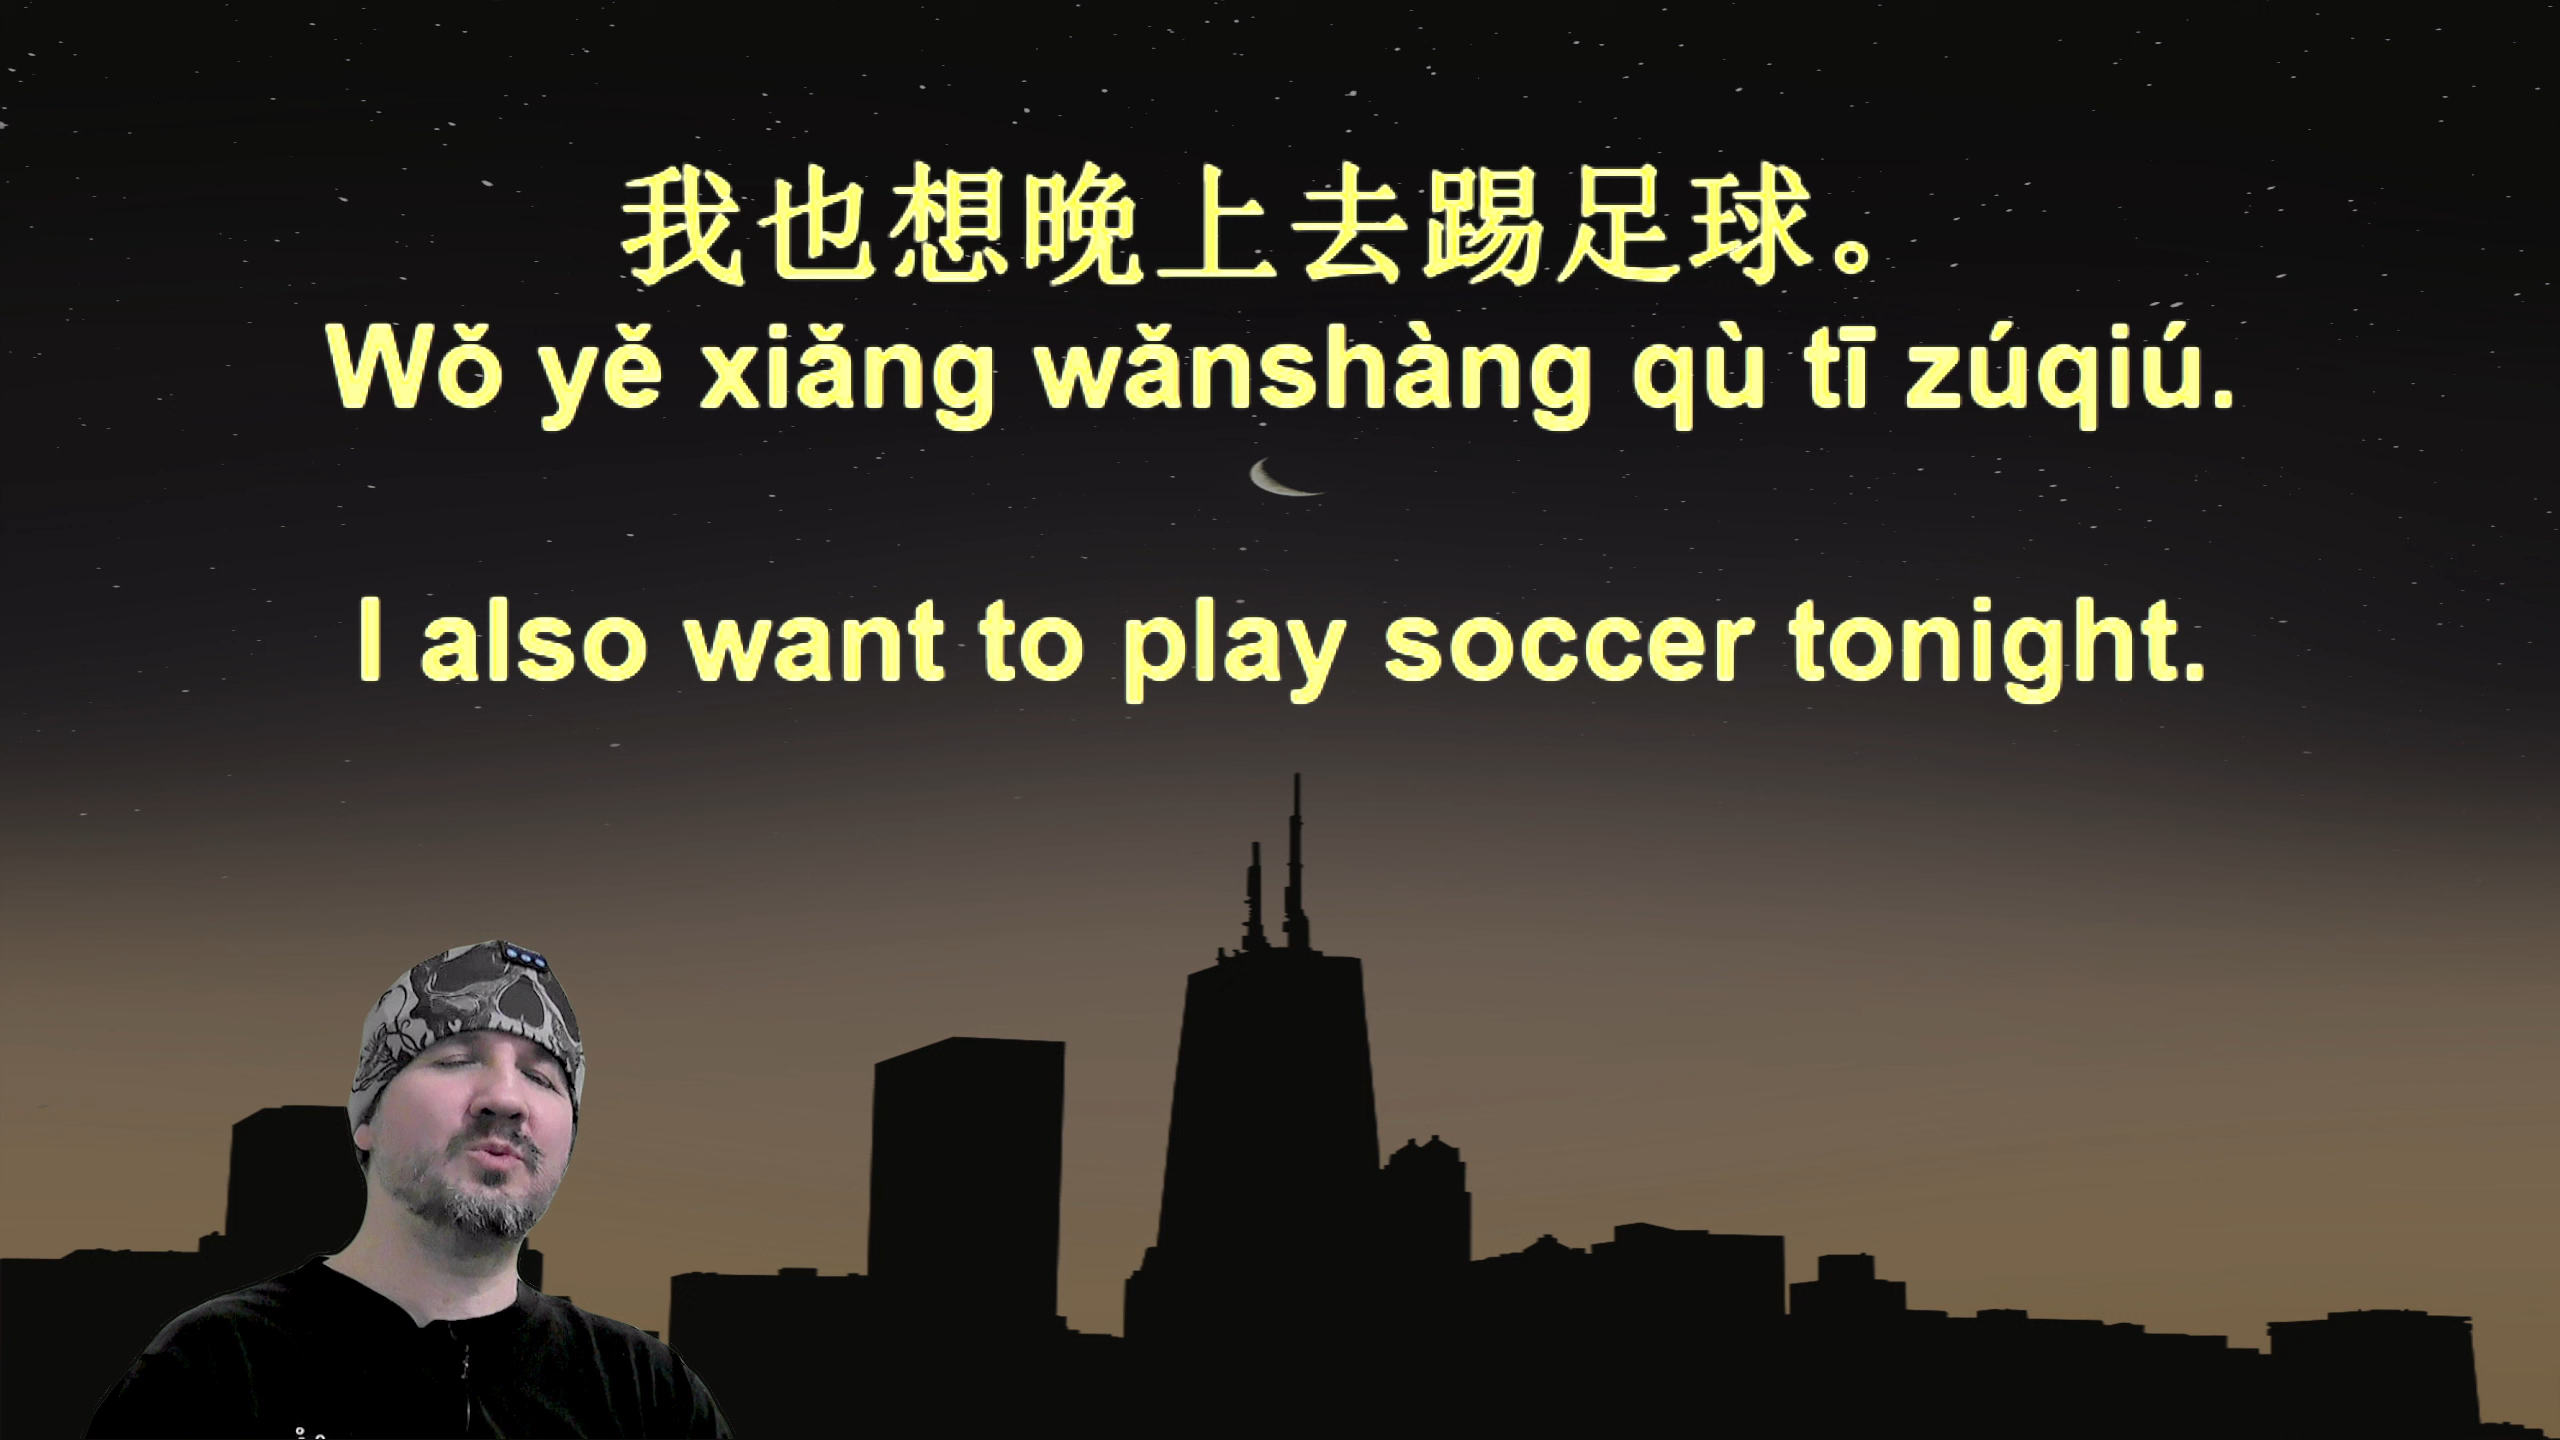 我也想晚上去踢足球。
Wǒ yě xiǎng wǎnshàng qù tī zúqiú.
I also want to play soccer tonight.